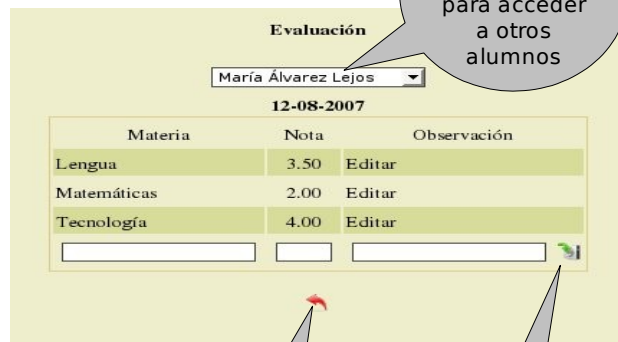 para acceder
a otros
alumnos
Evaluación
María Álvarez Lejos
12-08-2007
Materia Nota Observación
Lengua 3.50 Editar
Matemáticas 2.00 Editar
Tecnología 4.00 Editar